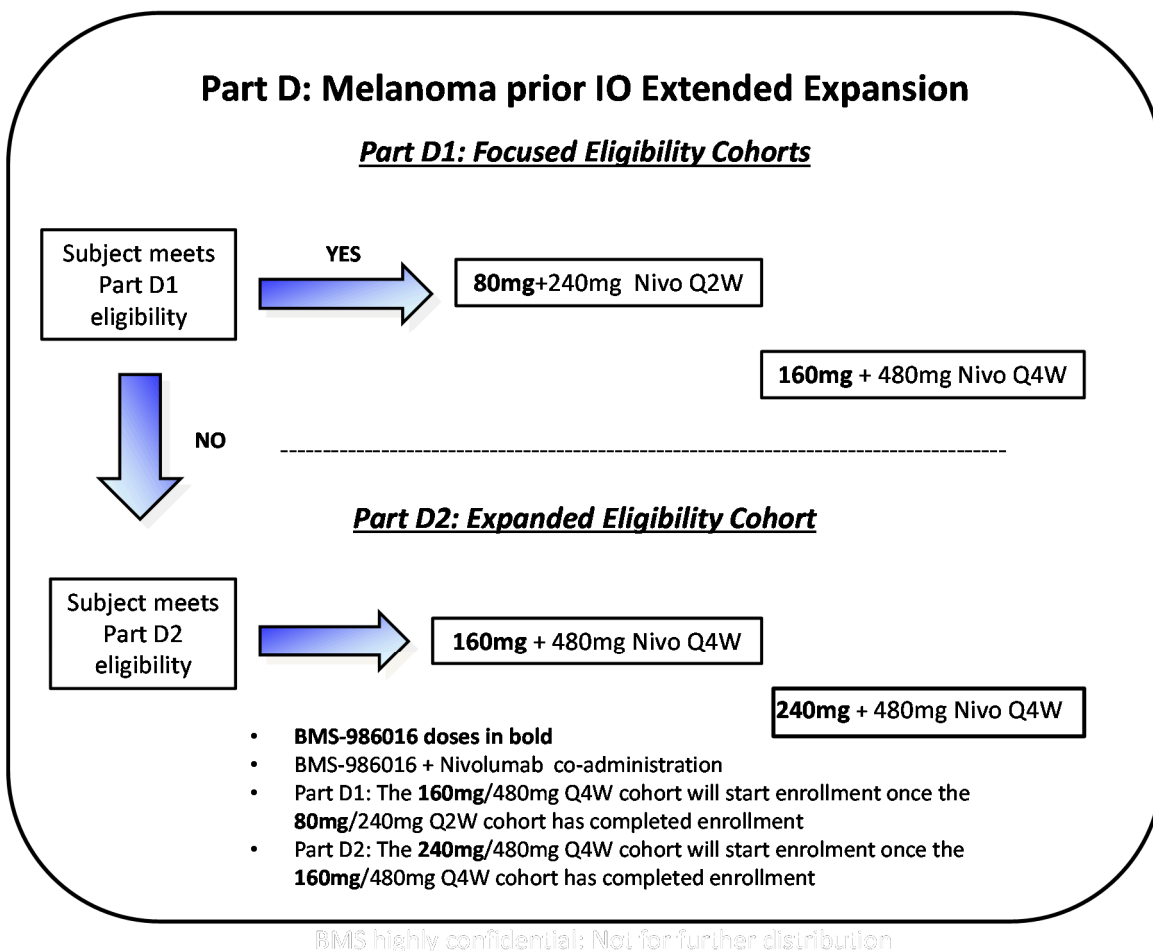 Part D: Melanoma prior IO Extended Expansion
Part D1: Focused Eligibility Cohorts
Subject meets
Part D1
eligibility
YES
80mg+240mg Nivo Q2W
160mg + 480mg Nivo Q4W
NO
Part D2: Expanded Eligibility Cohort
Subject meets
Part D2
eligibility
160mg + 480mg Nivo Q4W
240mg + 480mg Nivo Q4W
• BMS-986016 doses in bold
• BMS-986016 + Nivolumab co-administration
• Part D1: The 160mg/480mg Q4W cohort will start enrollment once the
80mg/240mg Q2W cohort has completed enrollment
• Part D2: The 240mg/480mg Q4W cohort will start enrolment once the
160mg/480mg Q4W cohort has completed enrollment
BMS highly confidential: Not for further distribution